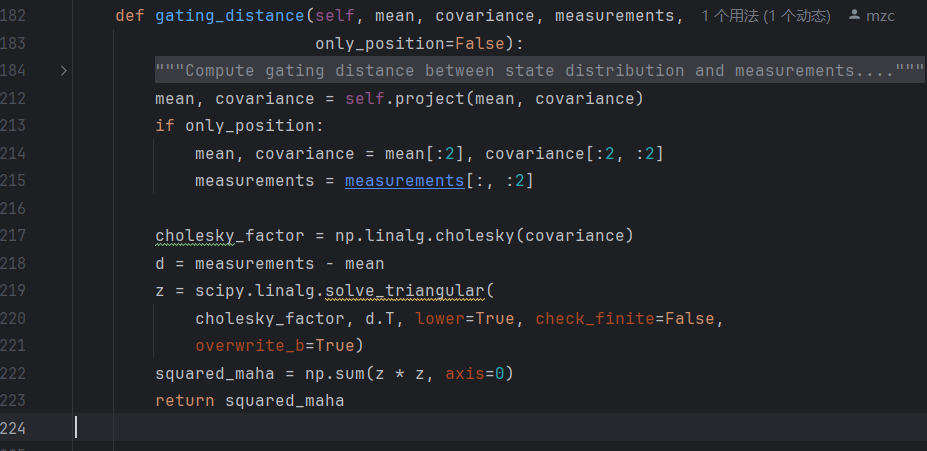 182 def gating_distance(self, mean, covariance, measurements, 1 个用法 (1 个动态) mzc
183 only_position=False):
184 """Compute gating distance between state distribution and measurements...."""
212 mean, covariance = self.project(mean, covariance)
213 if only_position:
214 mean, covariance = mean[:2], covariance[:2, :2]
215 measurements = measurements[:, :2]
216
217 cholesky_factor = np.linalg.cholesky(covariance)
218 d = measurements - mean
219 z = scipy.linalg.solve_triangular(
220 cholesky_factor, d.T, lower=True, check_finite=False,
221 overwrite_b=True)
222 squared_maha = np.sum(z * z, axis=0)
223 return squared_maha
224